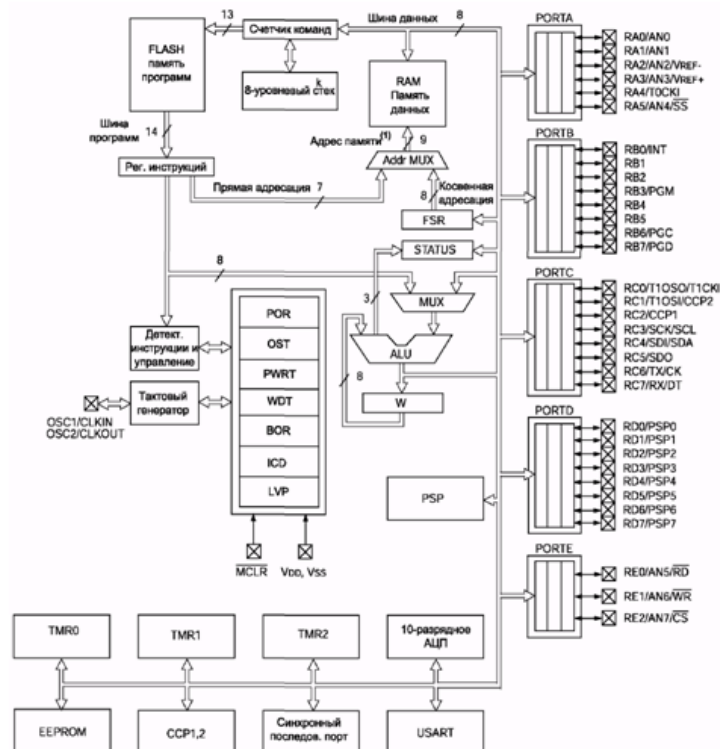 FLASH
память
программ
13
Счетчик команд
Шина данных
8
k
8-уровневый стек
RAM
Память
данных
Шина
программ
14
Адрес памяти(1)
9
Рег. инструкций
Addr MUX
Прямая адресация
7
Косвенная
адресация
8
FSR
STATUS
8
3
MUX
ALU
8
W
Детект.
инструкции и
управление
Тактовый
генератор
OSC1/CLKIN
OSC2/CLKOUT
POR
OST
PWRT
WDT
BOR
ICD
LVP
MCLR
VDD, VSS
PSP
PORTA
RA0/AN0
RA1/AN1
RA2/AN2/VREF-
RA3/AN3/VREF+
RA4/T0CKI
RA5/AN4/SS
PORTB
RB0/INT
RB1
RB2
RB3/PGM
RB4
RB5
RB6/PGC
RB7/PGD
PORTC
RC0/T1OSO/T1CKI
RC1/T1OSI/CCP2
RC2/CCP1
RC3/SCK/SCL
RC4/SDI/SDA
RC5/SDO
RC6/TX/CK
RC7/RX/DT
PORTD
RD0/PSP0
RD1/PSP1
RD2/PSP2
RD3/PSP3
RD4/PSP4
RD5/PSP5
RD6/PSP6
RD7/PSP7
PORTE
RE0/AN5/RD
RE1/AN6/WR
RE2/AN7/CS
TMR0
TMR1
TMR2
10-разрядное
АЦП
EEPROM
CCP1,2
Синхронный
последов. порт
USART